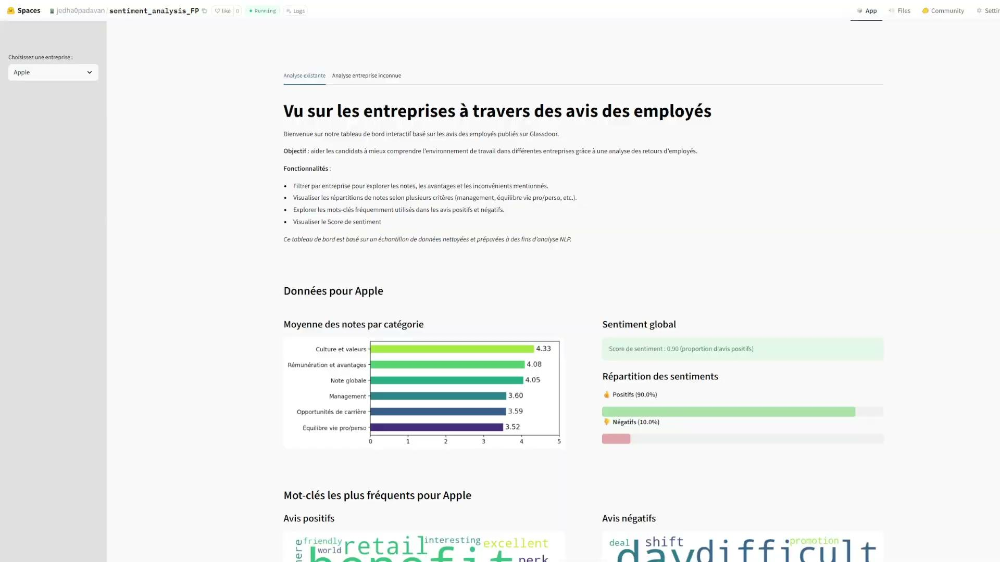 Spaces
jedha0padavan/sentiment_analysis_FP
like 0
Running
Logs
App
Files
Community
Choisissez une entreprise :
Apple
Analyse existante
Analyse entreprise inconnue
Vu sur les entreprises à travers des avis des employés
Bienvenue sur notre tableau de bord interactif basé sur les avis des employés publiés sur Glassdoor.
Objectif : aider les candidats à mieux comprendre l'environnement de travail dans différentes entreprises grâce à une analyse des retours d'employés.
Fonctionnalités :
• Filtrer par entreprise pour explorer les notes, les avantages et les inconvénients mentionnés.
• Visualiser les répartitions de notes selon plusieurs critères (management, équilibre vie pro/perso, etc.).
• Explorer les mots-clés fréquemment utilisés dans les avis positifs et négatifs.
• Visualiser le Score de sentiment
Ce tableau de bord est basé sur un échantillon de données nettoyées et préparées à des fins d'analyse NLP.
Données pour Apple
Moyenne des notes par catégorie
Culture et valeurs 4.33
Rémunération et avantages 4.08
Note globale 4.05
Management 3.60
Opportunités de carrière 3.59
Équilibre vie pro/perso 3.52
0 1 2 3 4 5
Sentiment global
Score de sentiment : 0.90 (proportion d'avis positifs)
Répartition des sentiments
👍 Positifs (90.0%)
👎 Négatifs (10.0%)
Mot-clés les plus fréquents pour Apple
Avis positifs
friendly
world
retail
interesting
excellent
benefit
perk
Avis négatifs
deal
shift
promotion
day
difficult